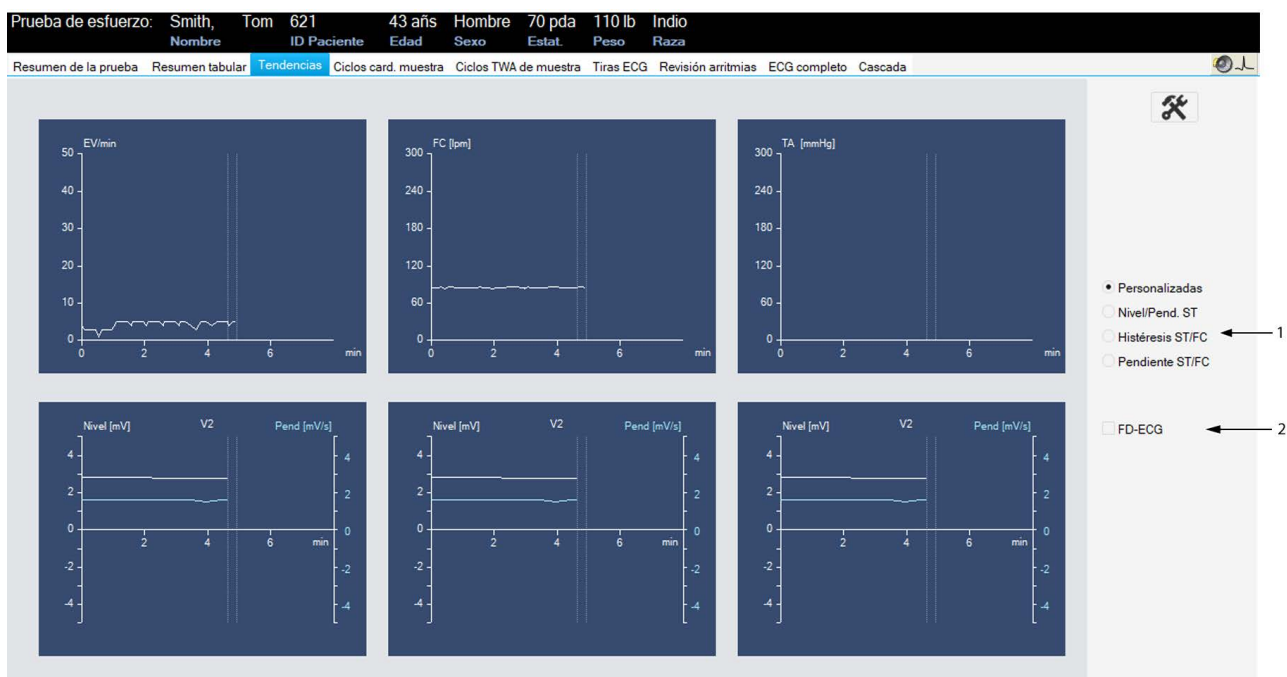 Prueba de esfuerzo: Smith, Tom 621 43 años Hombre 70 pda 110 lb Indio
Nombre ID Paciente Edad Sexo Estat. Peso Raza
Resumen de la prueba Resumen tabular Tendencias Ciclos card. muestra Ciclos TWA de muestra Tiras ECG Revisión arritmias ECG completo Cascada
EV/min
50
40
30
20
10
0
0 2 4 6 min
FC [lpm]
300
240
180
120
60
0
0 2 4 6 min
TA [mmHg]
300
240
180
120
60
0
0 2 4 6 min
Nivel [mV] V2 Pend [mV/s]
4 4
2 2
0 0
2 4 6 min
-2 -2
-4 -4
Nivel [mV] V2 Pend [mV/s]
4 4
2 2
0 0
2 4 6 min
-2 -2
-4 -4
Nivel [mV] V2 Pend [mV/s]
4 4
2 2
0 0
2 4 6 min
-2 -2
-4 -4
Personalizadas
Nivel/Pend. ST
Histéresis ST/FC 1
Pendiente ST/FC
FD-ECG 2